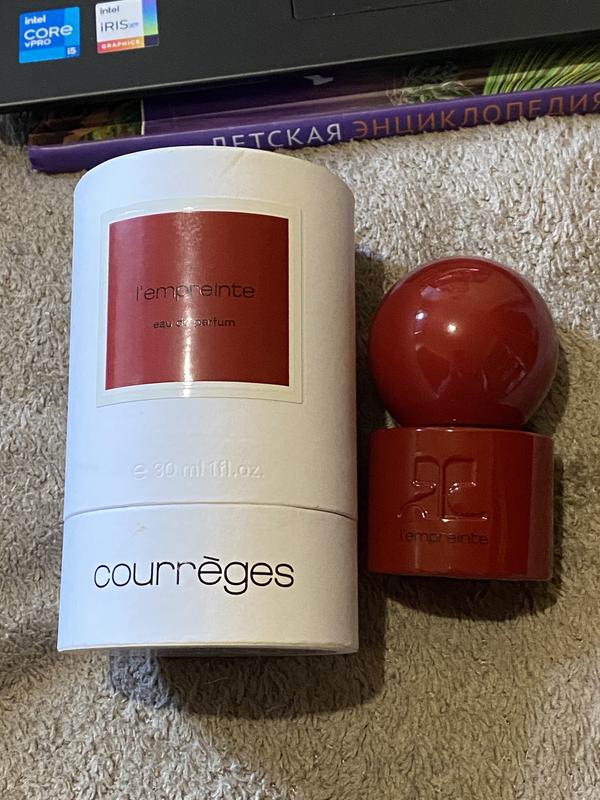 intel
CORE
vPRO
i5
intel
iRIS xe
GRAPHICS
ДЕТСКАЯ ЭНЦИКЛОПЕДИЯ
l'empreinte
eau de parfum
℮ 30 ml 1fl.oz.
courrèges
l'empreinte